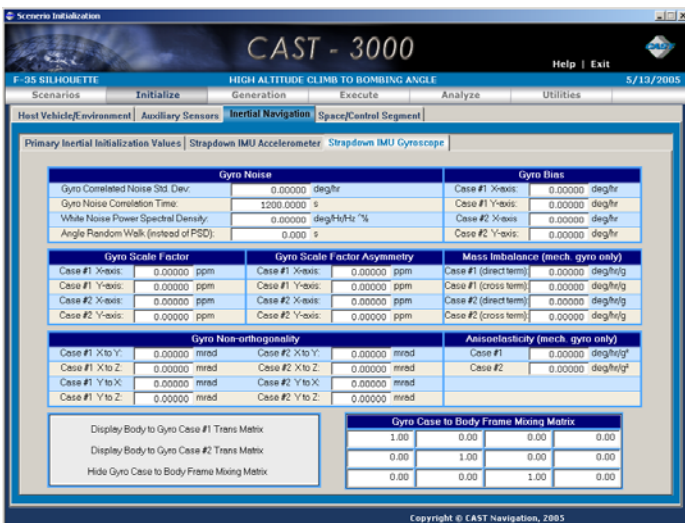 Scenerio Initialization
CAST - 3000
CAST
Help | Exit
F-35 SILHOUETTE HIGH ALTITUDE CLIMB TO BOMBING ANGLE 5/13/2005
Scenarios Initialize Generation Execute Analyze Utilities
Host Vehicle/Environment Auxiliary Sensors Inertial Navigation Space/Control Segment
Primary Inertial Initialization Values Strapdown IMU Accelerometer Strapdown IMU Gyroscope
Gyro Noise Gyro Bias
Gyro Correlated Noise Std. Dev: 0.00000 deg/hr Case #1 X-axis: 0.00000 deg/hr
Gyro Noise Correlation Time: 1200.0000 s Case #1 Y-axis: 0.00000 deg/hr
White Noise Power Spectral Density: 0.00000 deg/Hr/Hz ^½ Case #2 X-axis 0.00000 deg/hr
Angle Random Walk (instead of PSD): 0.000 s Case #2 Y-axis: 0.00000 deg/hr
Gyro Scale Factor Gyro Scale Factor Asymmetry Mass Imbalance (mech. gyro only)
Case #1 X-axis: 0.00000 ppm Case #1 X-axis: 0.00000 ppm Case #1 (direct term): 0.00000 deg/hr/g
Case #1 Y-axis: 0.00000 ppm Case #1 Y-axis: 0.00000 ppm Case #1 (cross term): 0.00000 deg/hr/g
Case #2 X-axis: 0.00000 ppm Case #2 X-axis: 0.00000 ppm Case #2 (direct term): 0.00000 deg/hr/g
Case #2 Y-axis: 0.00000 ppm Case #2 Y-axis: 0.00000 ppm Case #2 (cross term): 0.00000 deg/hr/g
Gyro Non-orthogonality Anisoelasticity (mech. gyro only)
Case #1 X to Y: 0.00000 mrad Case #2 X to Y: 0.00000 mrad Case #1 0.00000 deg/hr/g²
Case #1 X to Z: 0.00000 mrad Case #2 X to Z: 0.00000 mrad Case #2 0.00000 deg/hr/g²
Case #1 Y to X: 0.00000 mrad Case #2 Y to X: 0.00000 mrad
Case #1 Y to Z: 0.00000 mrad Case #2 Y to Z: 0.00000 mrad
Display Body to Gyro Case #1 Trans Matrix
Display Body to Gyro Case #2 Trans Matrix
Hide Gyro Case to Body Frame Mixing Matrix
Gyro Case to Body Frame Mixing Matrix
1.00 0.00 0.00 0.00
0.00 1.00 0.00 0.00
0.00 0.00 1.00 0.00
Copyright © CAST Navigation, 2005